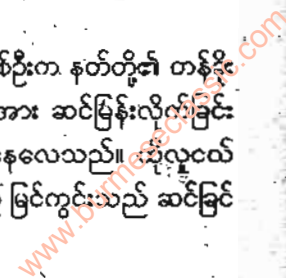 စ်ဦးက နတ်တို့၏ တန်ခိုး
အား ဆင်မြန်းလိုက်ခြင်း
နေလေသည်။ ထိုလူငယ်
မြင်ကွင်းသည် ဆင်ခြင်
www.burmeseclassic.com